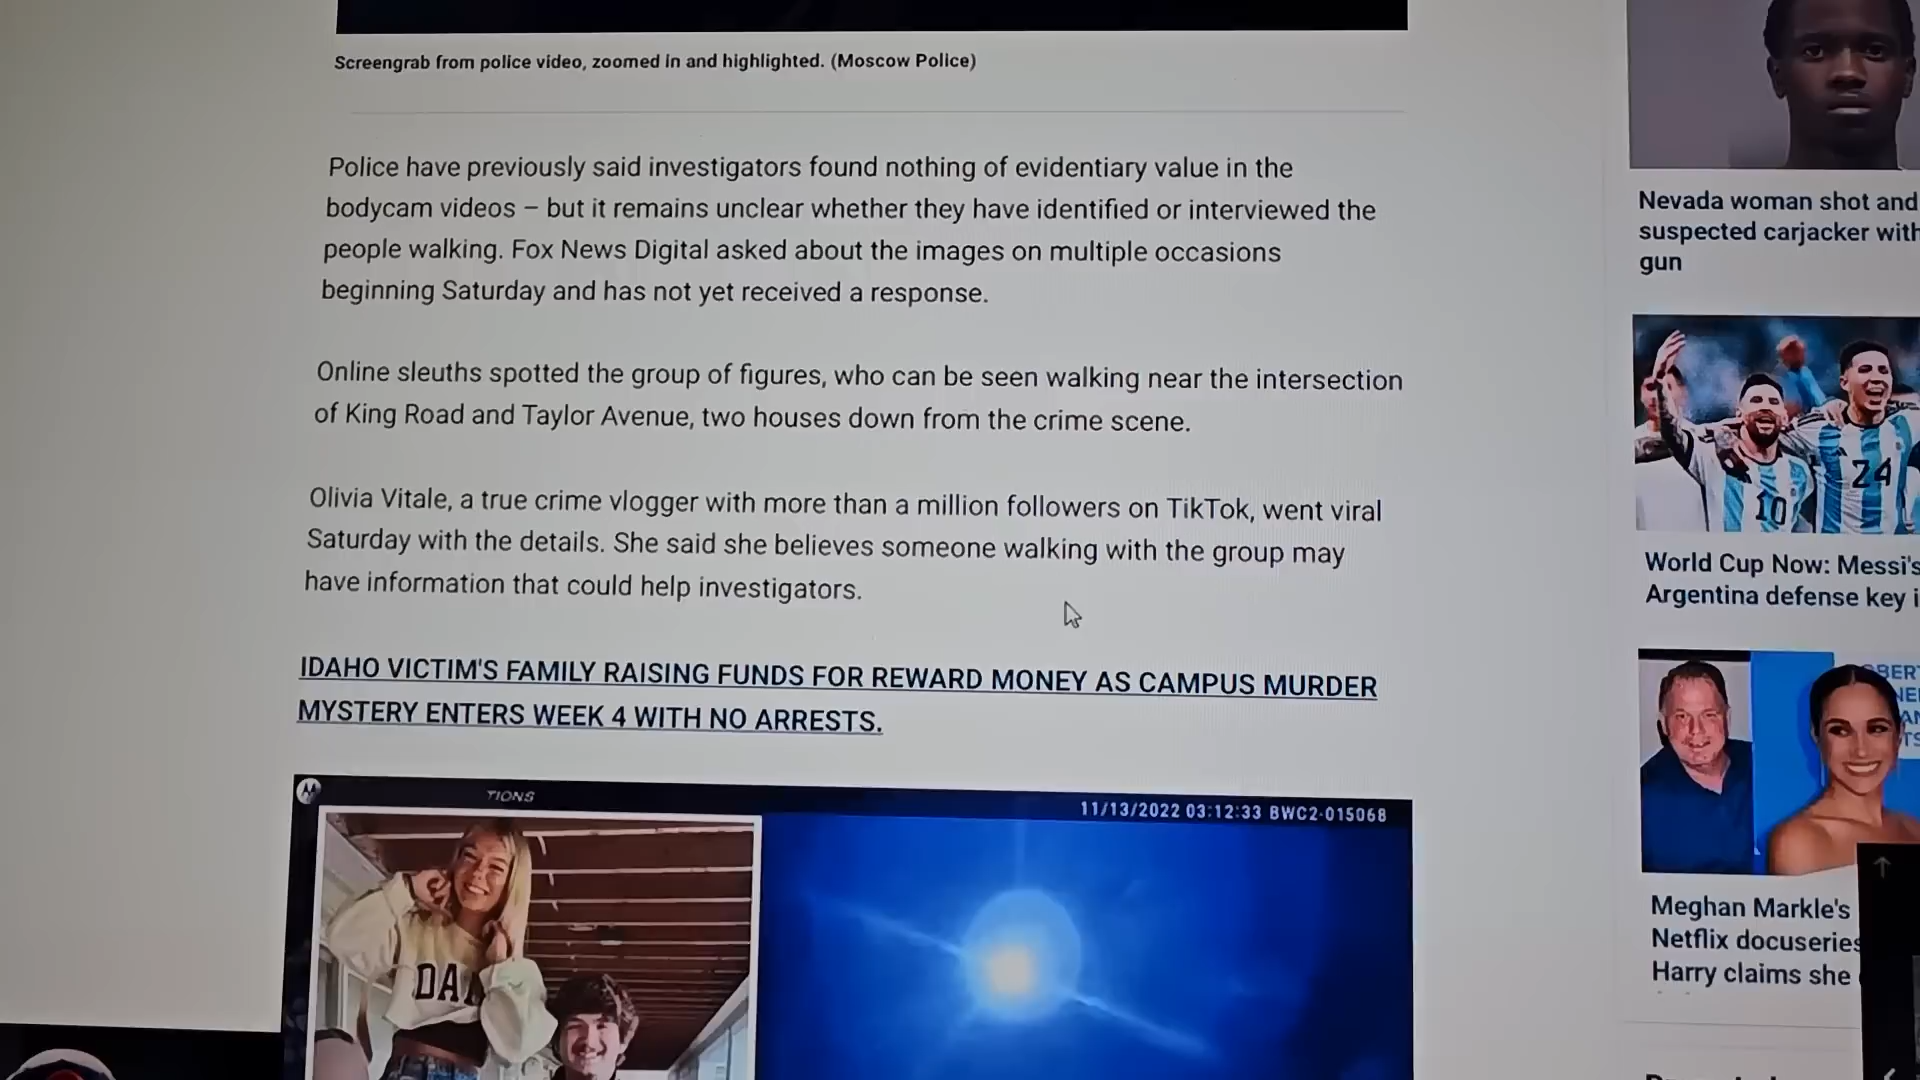 Screengrab from police video, zoomed in and highlighted. (Moscow Police)
Police have previously said investigators found nothing of evidentiary value in the
bodycam videos – but it remains unclear whether they have identified or interviewed the
people walking. Fox News Digital asked about the images on multiple occasions
beginning Saturday and has not yet received a response.
Online sleuths spotted the group of figures, who can be seen walking near the intersection
of King Road and Taylor Avenue, two houses down from the crime scene.
Olivia Vitale, a true crime vlogger with more than a million followers on TikTok, went viral
Saturday with the details. She said she believes someone walking with the group may
have information that could help investigators.
IDAHO VICTIM'S FAMILY RAISING FUNDS FOR REWARD MONEY AS CAMPUS MURDER
MYSTERY ENTERS WEEK 4 WITH NO ARRESTS.
TIONS
11/13/2022 03:12:33 BWC2-015068
DA
Nevada woman shot and
suspected carjacker with
gun
10
24
World Cup Now: Messi's
Argentina defense key i
BERT
NE
AN
TS
Meghan Markle's
Netflix docuseries
Harry claims she